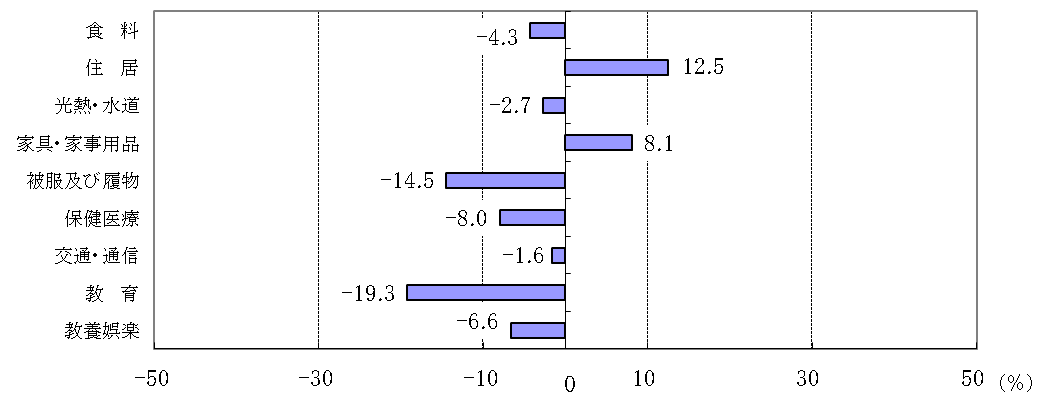 食　料 -4.3
住　居 12.5
光熱・水道 -2.7
家具・家事用品 8.1
被服及び履物 -14.5
保健医療 -8.0
交通・通信 -1.6
教　育 -19.3
教養娯楽 -6.6
-50 -30 -10 0 10 30 50 (%)